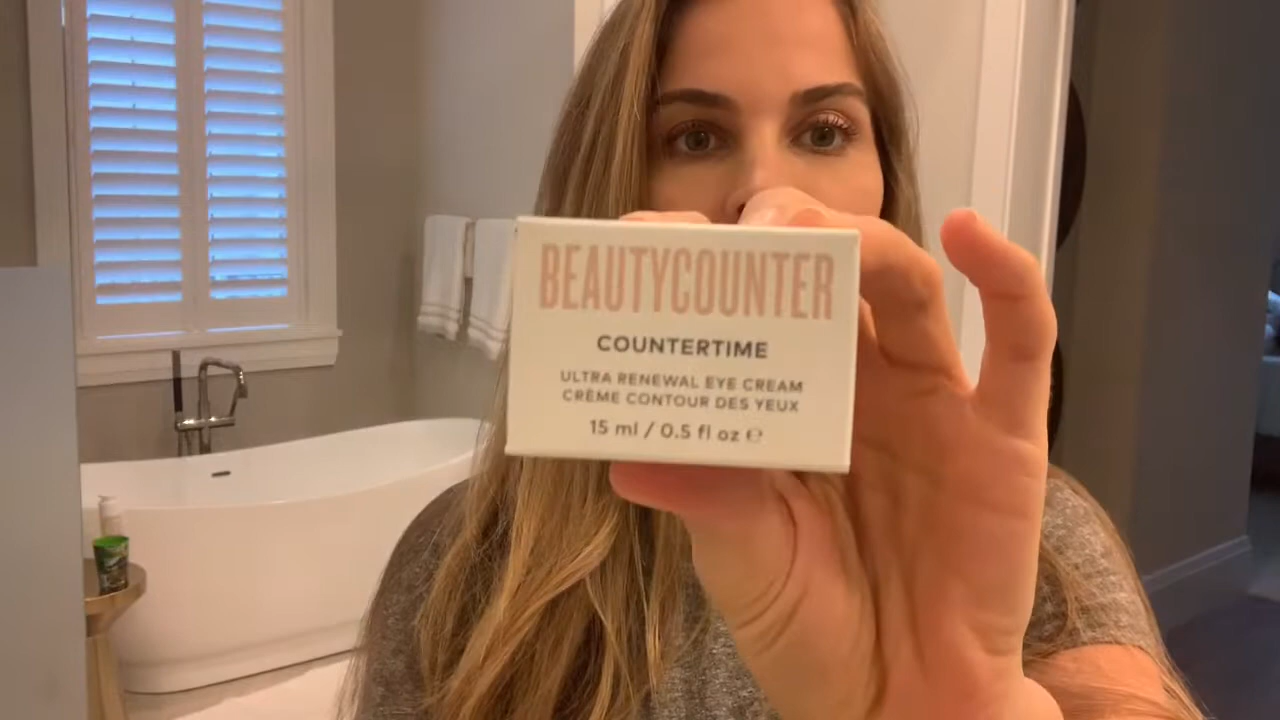 BEAUTYCOUNTER
COUNTERTIME
ULTRA RENEWAL EYE CREAM
CRÈME CONTOUR DES YEUX
15 ml / 0.5 fl oz ℮